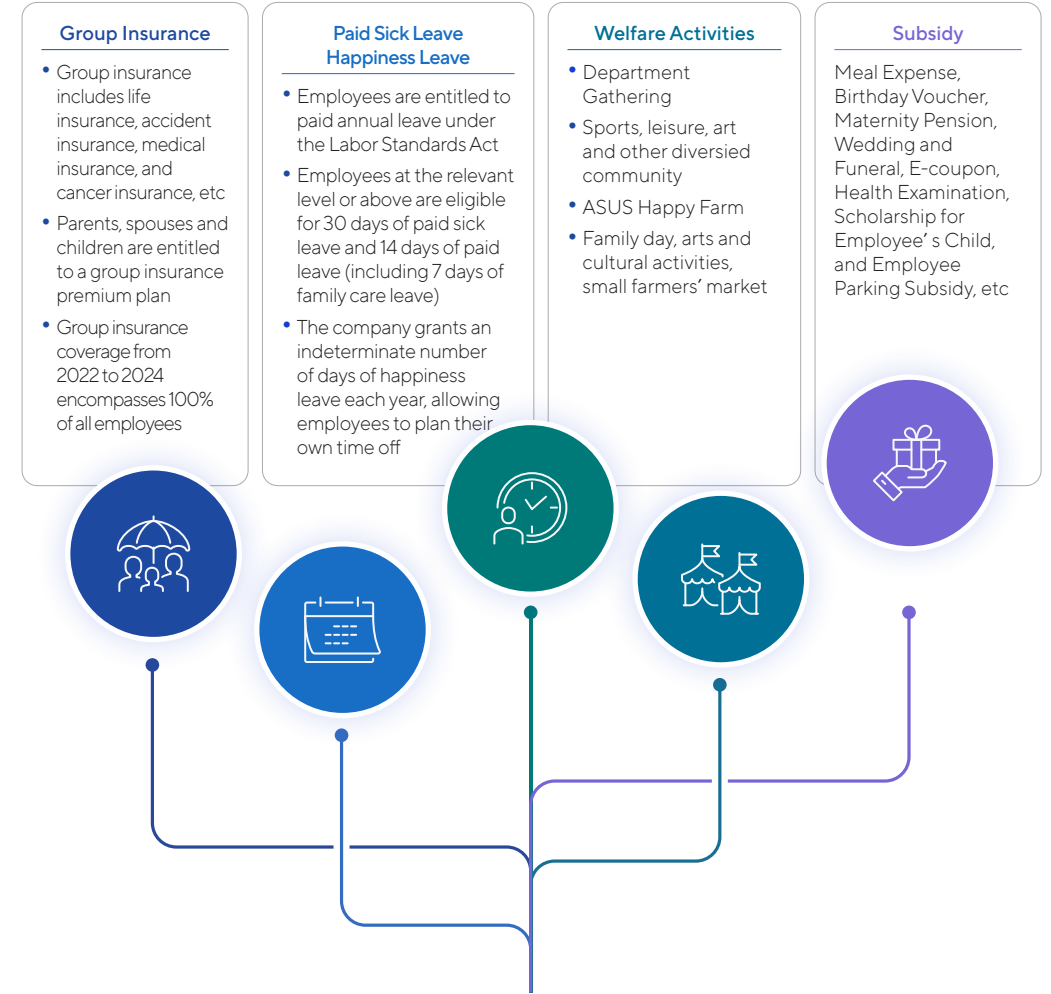 Group Insurance
• Group insurance
includes life
insurance, accident
insurance, medical
insurance, and
cancer insurance, etc
• Parents, spouses and
children are entitled
to a group insurance
premium plan
• Group insurance
coverage from
2022 to 2024
encompasses 100%
of all employees
Paid Sick Leave
Happiness Leave
• Employees are entitled to
paid annual leave under
the Labor Standards Act
• Employees at the relevant
level or above are eligible
for 30 days of paid sick
leave and 14 days of paid
leave (including 7 days of
family care leave)
• The company grants an
indeterminate number
of days of happiness
leave each year, allowing
employees to plan their
own time off
Welfare Activities
• Department
Gathering
• Sports, leisure, art
and other diversied
community
• ASUS Happy Farm
• Family day, arts and
cultural activities,
small farmers’ market
Subsidy
Meal Expense,
Birthday Voucher,
Maternity Pension,
Wedding and
Funeral, E-coupon,
Health Examination,
Scholarship for
Employee’ s Child,
and Employee
Parking Subsidy, etc